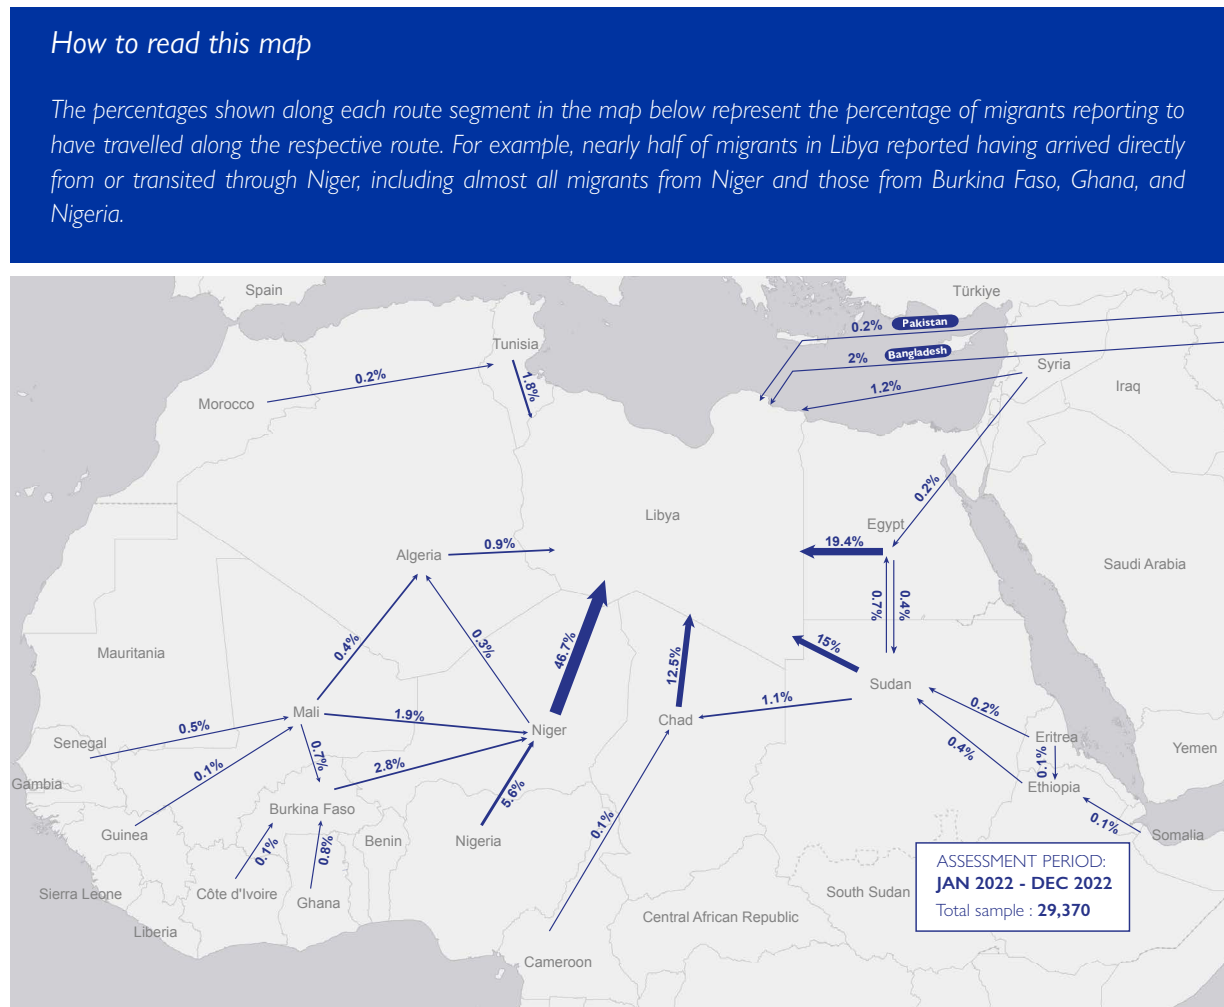 How to read this map
The percentages shown along each route segment in the map below represent the percentage of migrants reporting to
have travelled along the respective route. For example, nearly half of migrants in Libya reported having arrived directly
from or transited through Niger, including almost all migrants from Niger and those from Burkina Faso, Ghana, and
Nigeria.
Spain
Türkiye
0.2% Pakistan
Tunisia
2% Bangladesh
Syria
0.2%
1.8%
1.2%
Iraq
Morocco
0.2%
Libya
Egypt
Algeria
0.9%
19.4%
Saudi Arabia
0.7%
0.4%
Mauritania
0.4%
0.3%
46.7%
12.5%
15%
Sudan
1.1%
0.2%
Mali
1.9%
Niger
Chad
0.5%
Senegal
0.7%
0.4%
Eritrea
Yemen
0.1%
2.8%
0.1%
Gambia
Ethiopia
5.6%
Burkina Faso
0.1%
0.1%
Guinea
Benin
Nigeria
Somalia
0.1%
0.8%
ASSESSMENT PERIOD:
JAN 2022 - DEC 2022
Total sample : 29,370
Sierra Leone
Côte d'Ivoire
Ghana
South Sudan
Central African Republic
Liberia
Cameroon